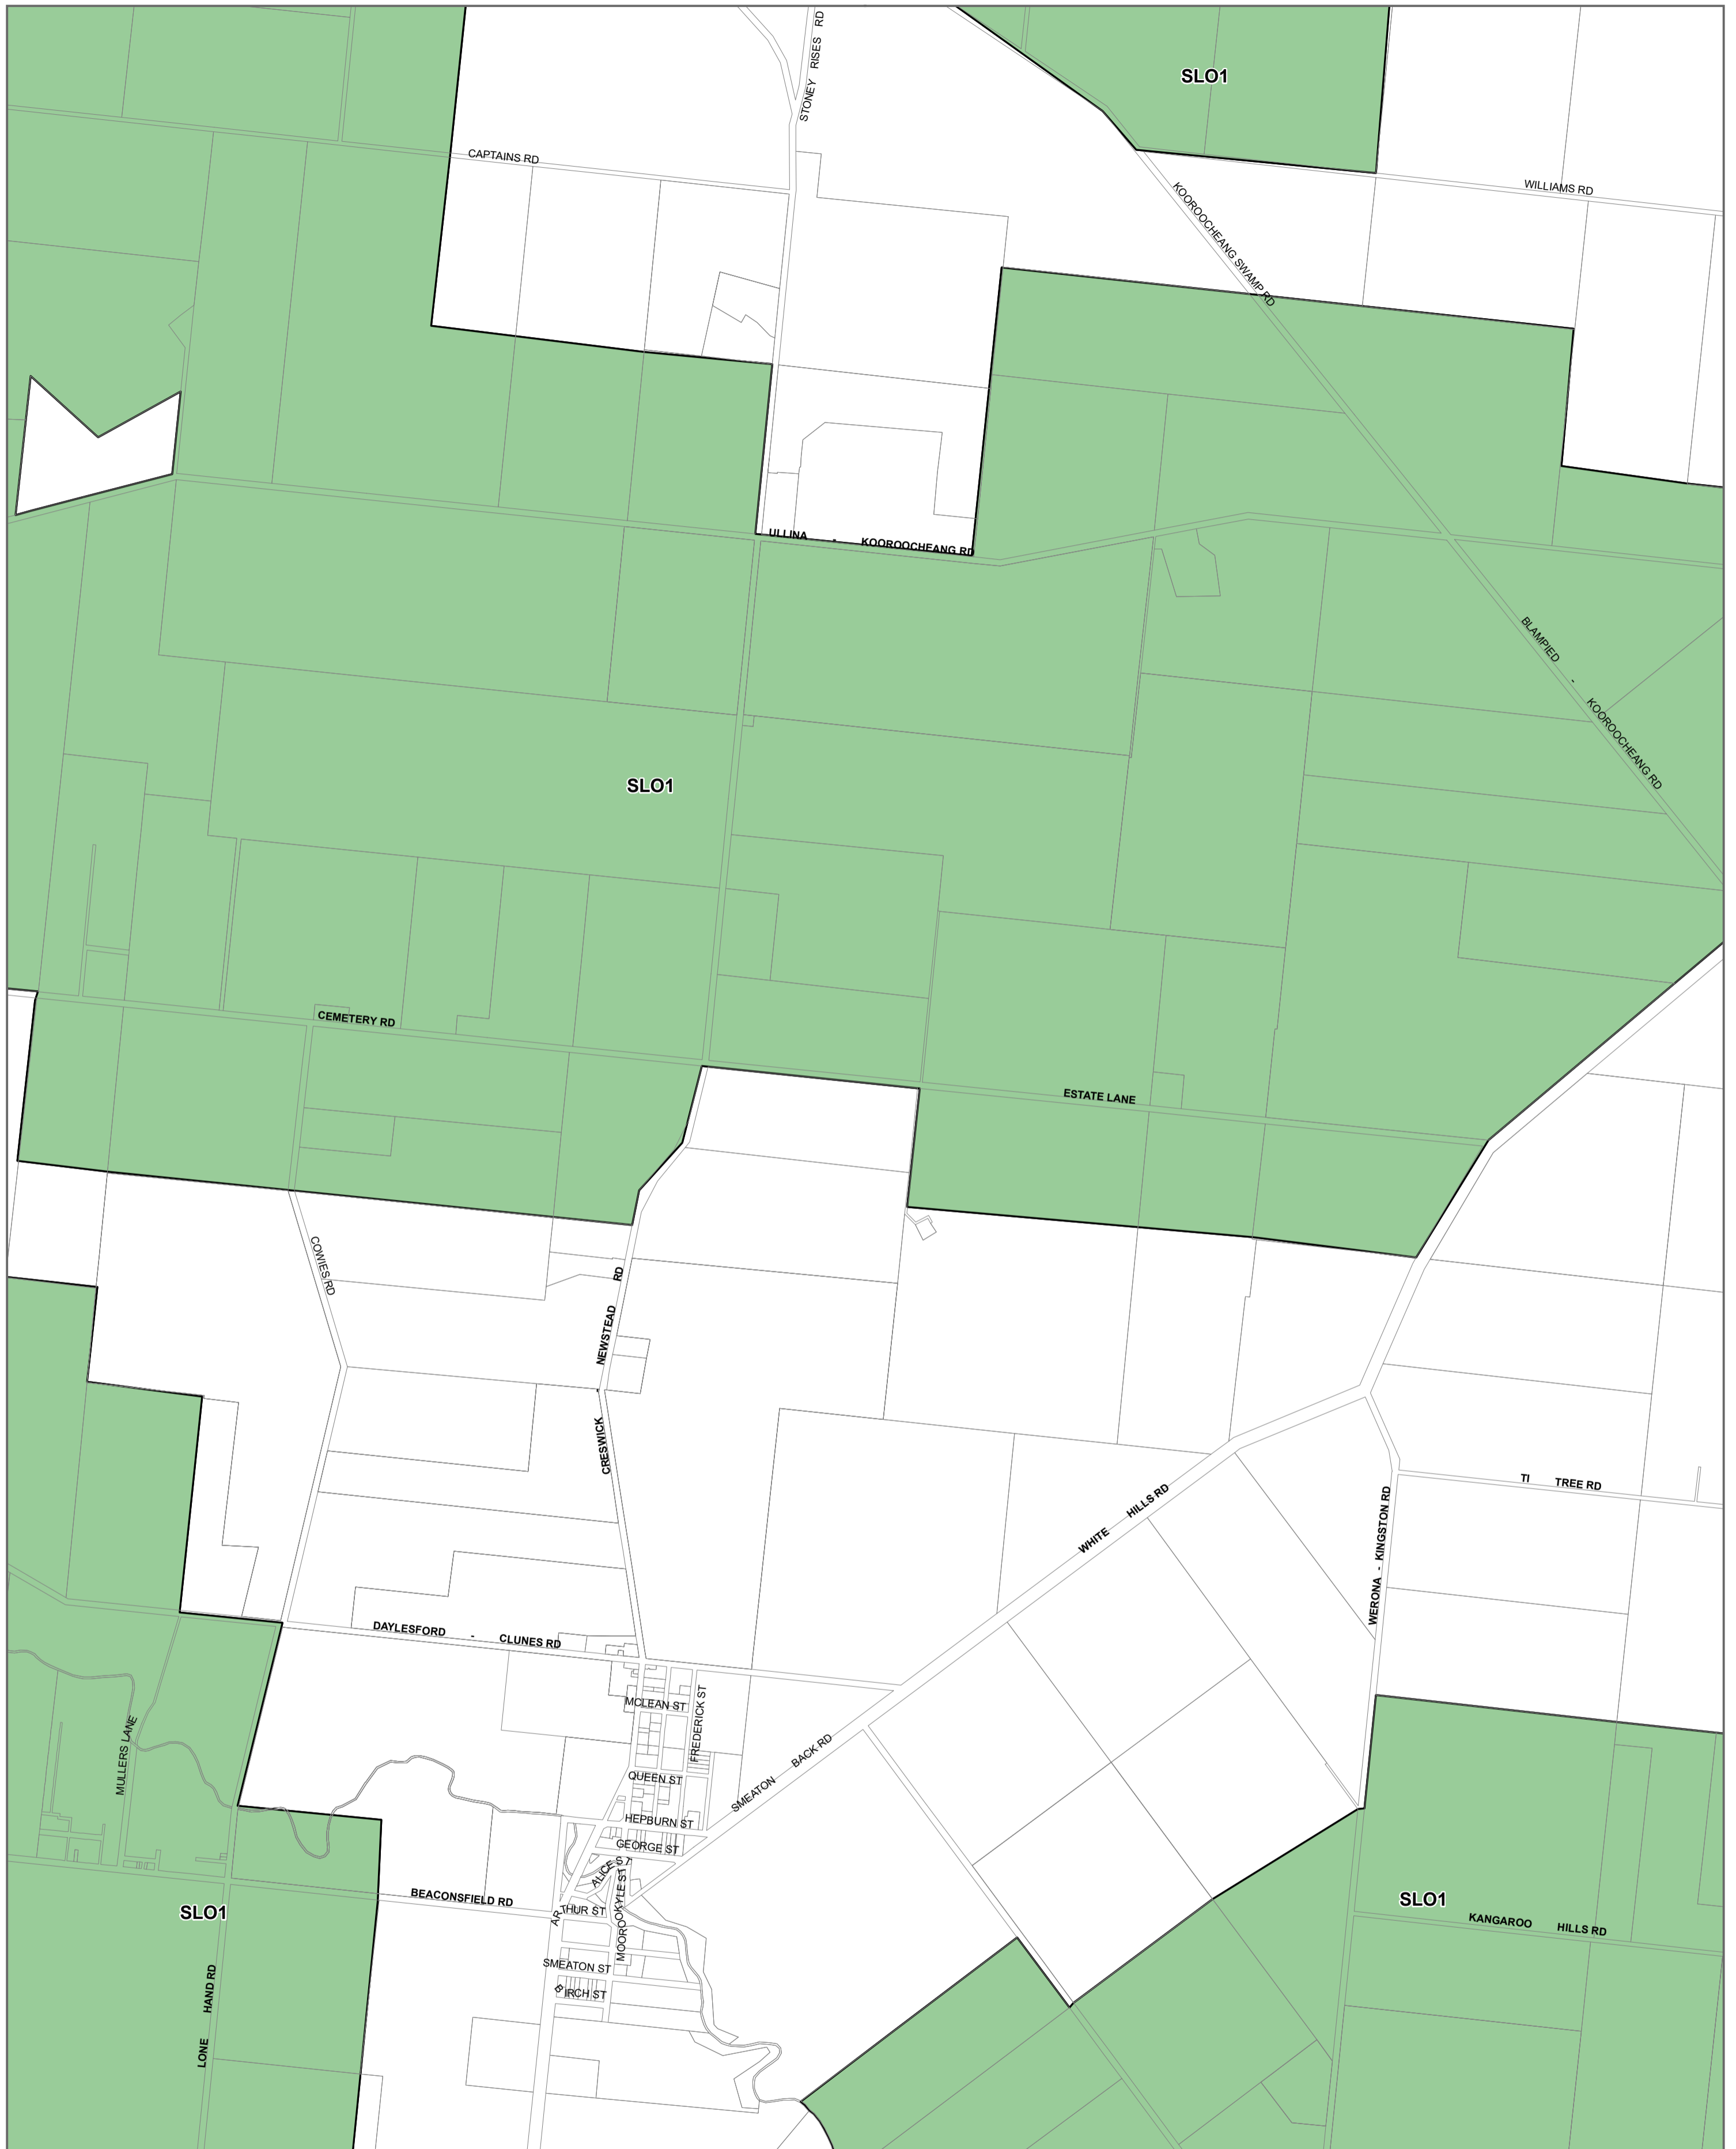 STONEY RISES RD
SLO1
CAPTAINS RD
WILLIAMS RD
KOOROOCHEANG SWAMP RD
ULLINA - KOOROOCHEANG RD
BLAMPIED - KOOROOCHEANG RD
SLO1
CEMETERY RD
ESTATE LANE
COWIES RD
NEWSTEAD RD
CRESWICK
TI TREE RD
WHITE HILLS RD
WERONA - KINGSTON RD
DAYLESFORD - CLUNES RD
MCLEAN ST
FREDERICK ST
MULLERS LANE
SMEATON BACK RD
QUEEN ST
HEPBURN ST
GEORGE ST
ALICE ST
MOOROOKYLE ST
BEACONSFIELD RD
ARTHUR ST
SLO1
SLO1
KANGAROO HILLS RD
SMEATON ST
BIRCH ST
LONE HAND RD